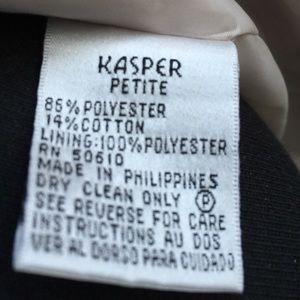 KASPER
PETITE
86% POLYESTER
14% COTTON
LINING:100% POLYESTER
RN 50610
MADE IN PHILIPPINES
DRY CLEAN ONLY Ⓟ
SEE REVERSE FOR CARE
INSTRUCTIONS AU DOS
VER AL DORSO PARA CUIDADO